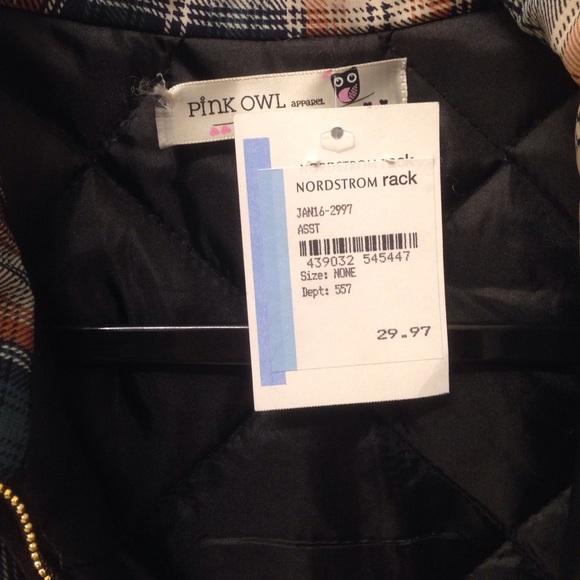 PINK OWL apparel
NORDSTROM rack
JAN16-2997
ASST
439032 545447
Size: NONE
Dept: 557
29.97